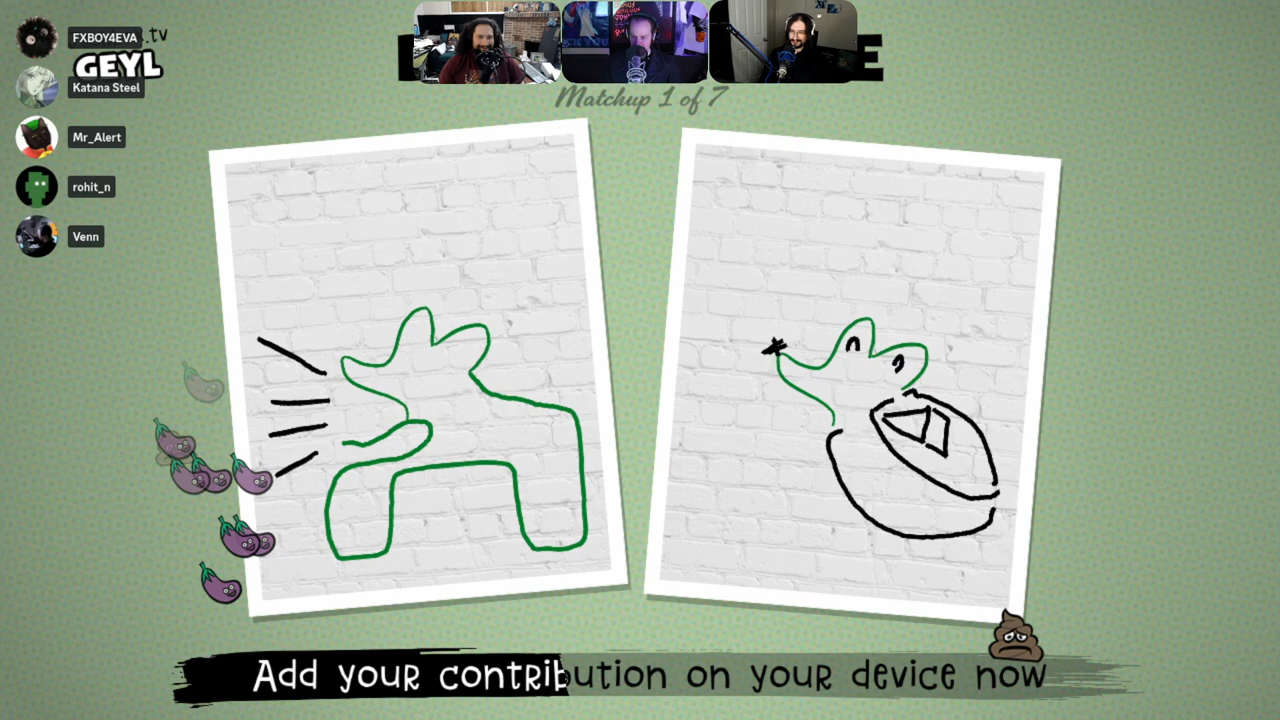 FXBOY4EVA
.tv
GEYL
Katana Steel
Mr_Alert
rohit_n
Venn
E
Matchup 1 of 7
Add your contribution on your device now